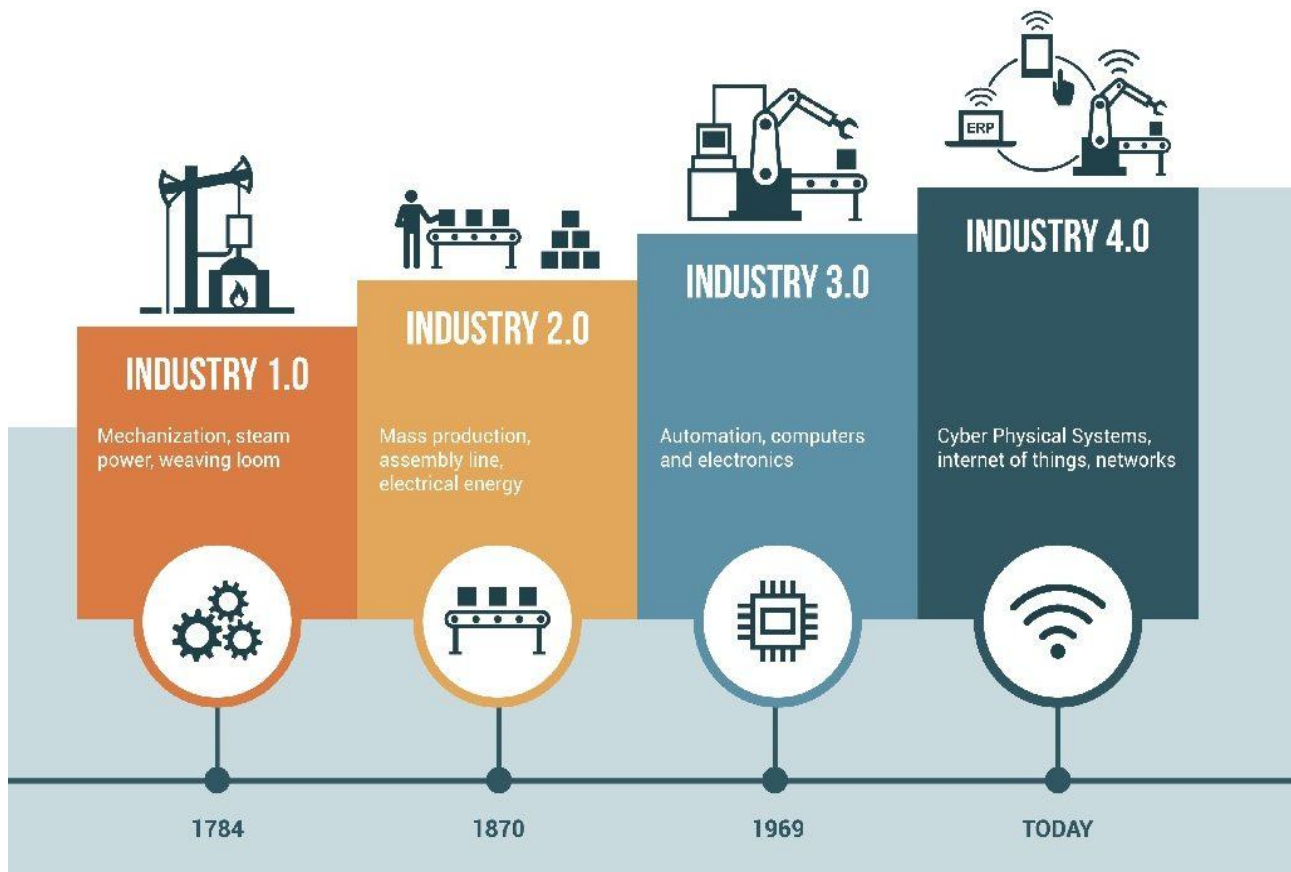 ERP
INDUSTRY 1.0
Mechanization, steam
power, weaving loom
INDUSTRY 2.0
Mass production,
assembly line,
electrical energy
INDUSTRY 3.0
Automation, computers
and electronics
INDUSTRY 4.0
Cyber Physical Systems,
internet of things, networks
1784
1870
1969
TODAY